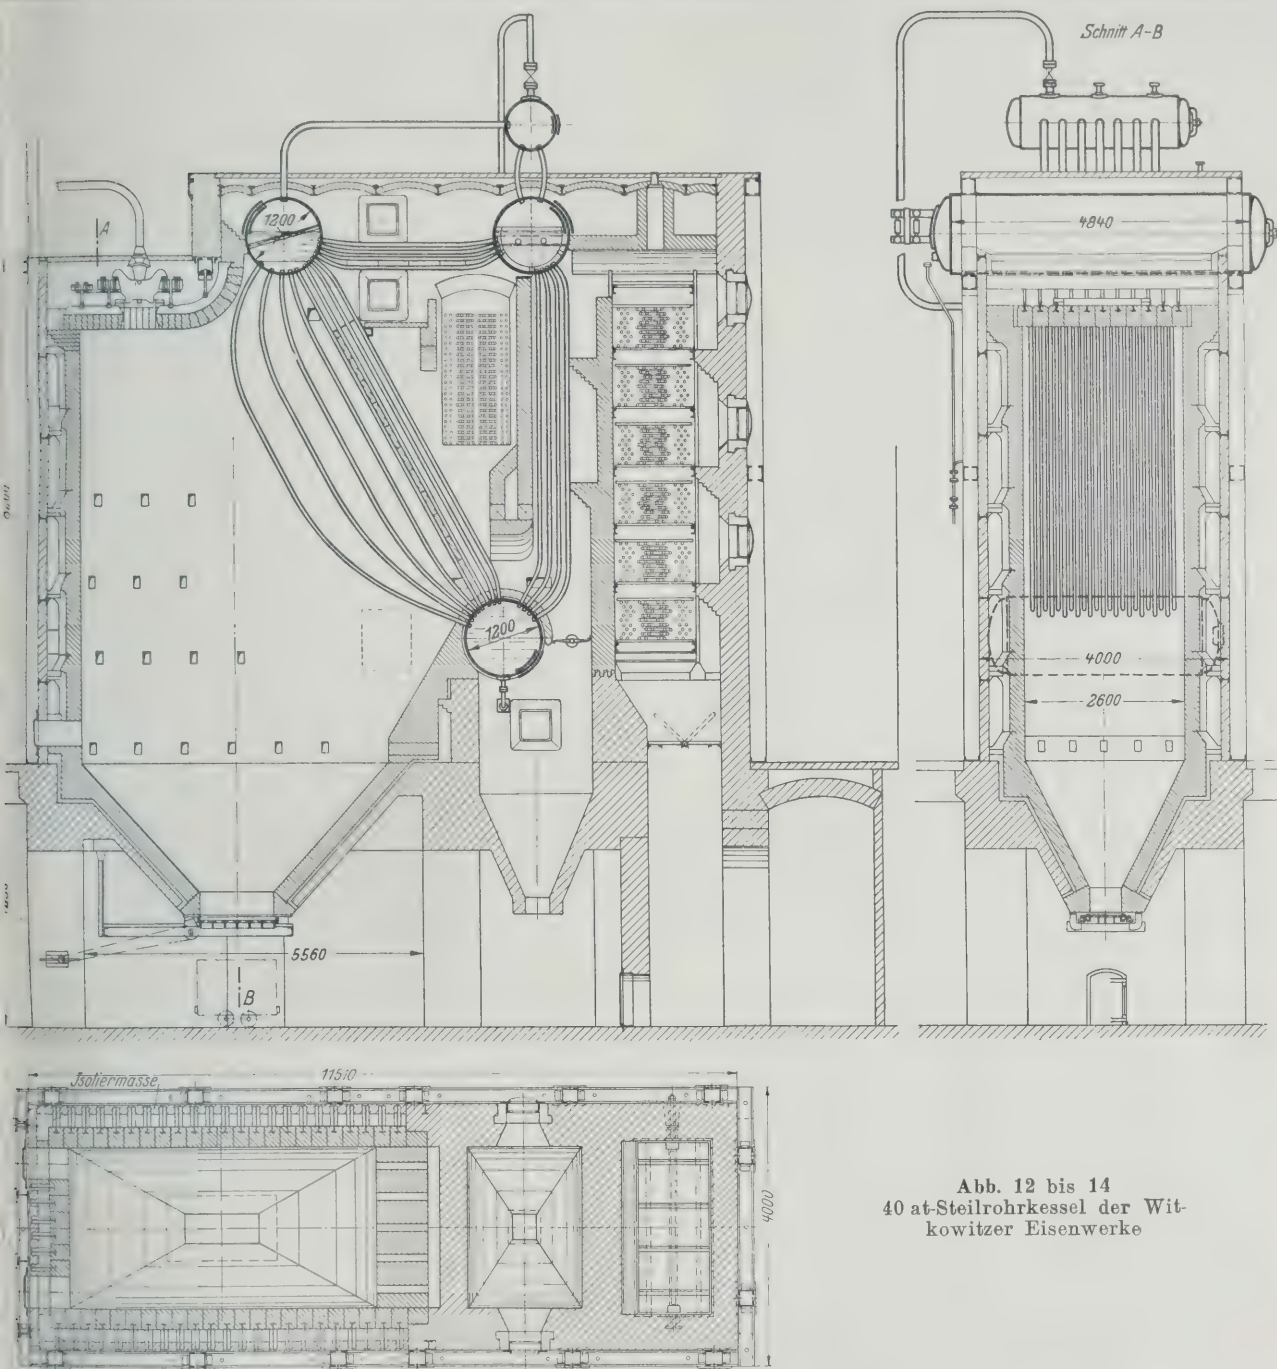 Schnitt A-B
A
1200
4840
1200
4000
2600
5560
B
Isoliermasse
4000
Abb. 12 bis 14
40 at-Steilrohrkessel der Wit-
kowitzer Eisenwerke